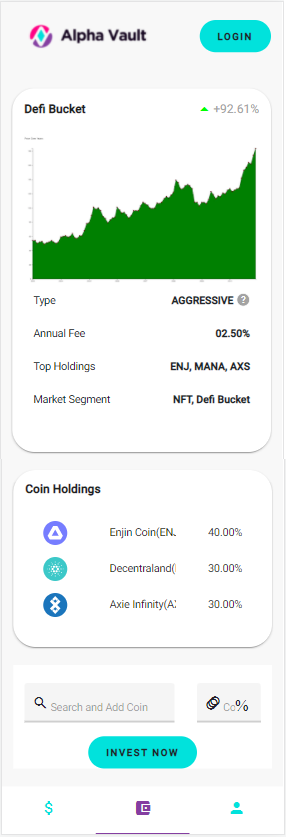 Alpha Vault
LOGIN
Defi Bucket
+92.61%
Type
AGGRESSIVE ?
Annual Fee
02.50%
Top Holdings
ENJ, MANA, AXS
Market Segment
NFT, Defi Bucket
Coin Holdings
Enjin Coin(EN
40.00%
Decentraland(
30.00%
Axie Infinity(A
30.00%
Search and Add Coin
Co%
INVEST NOW
$